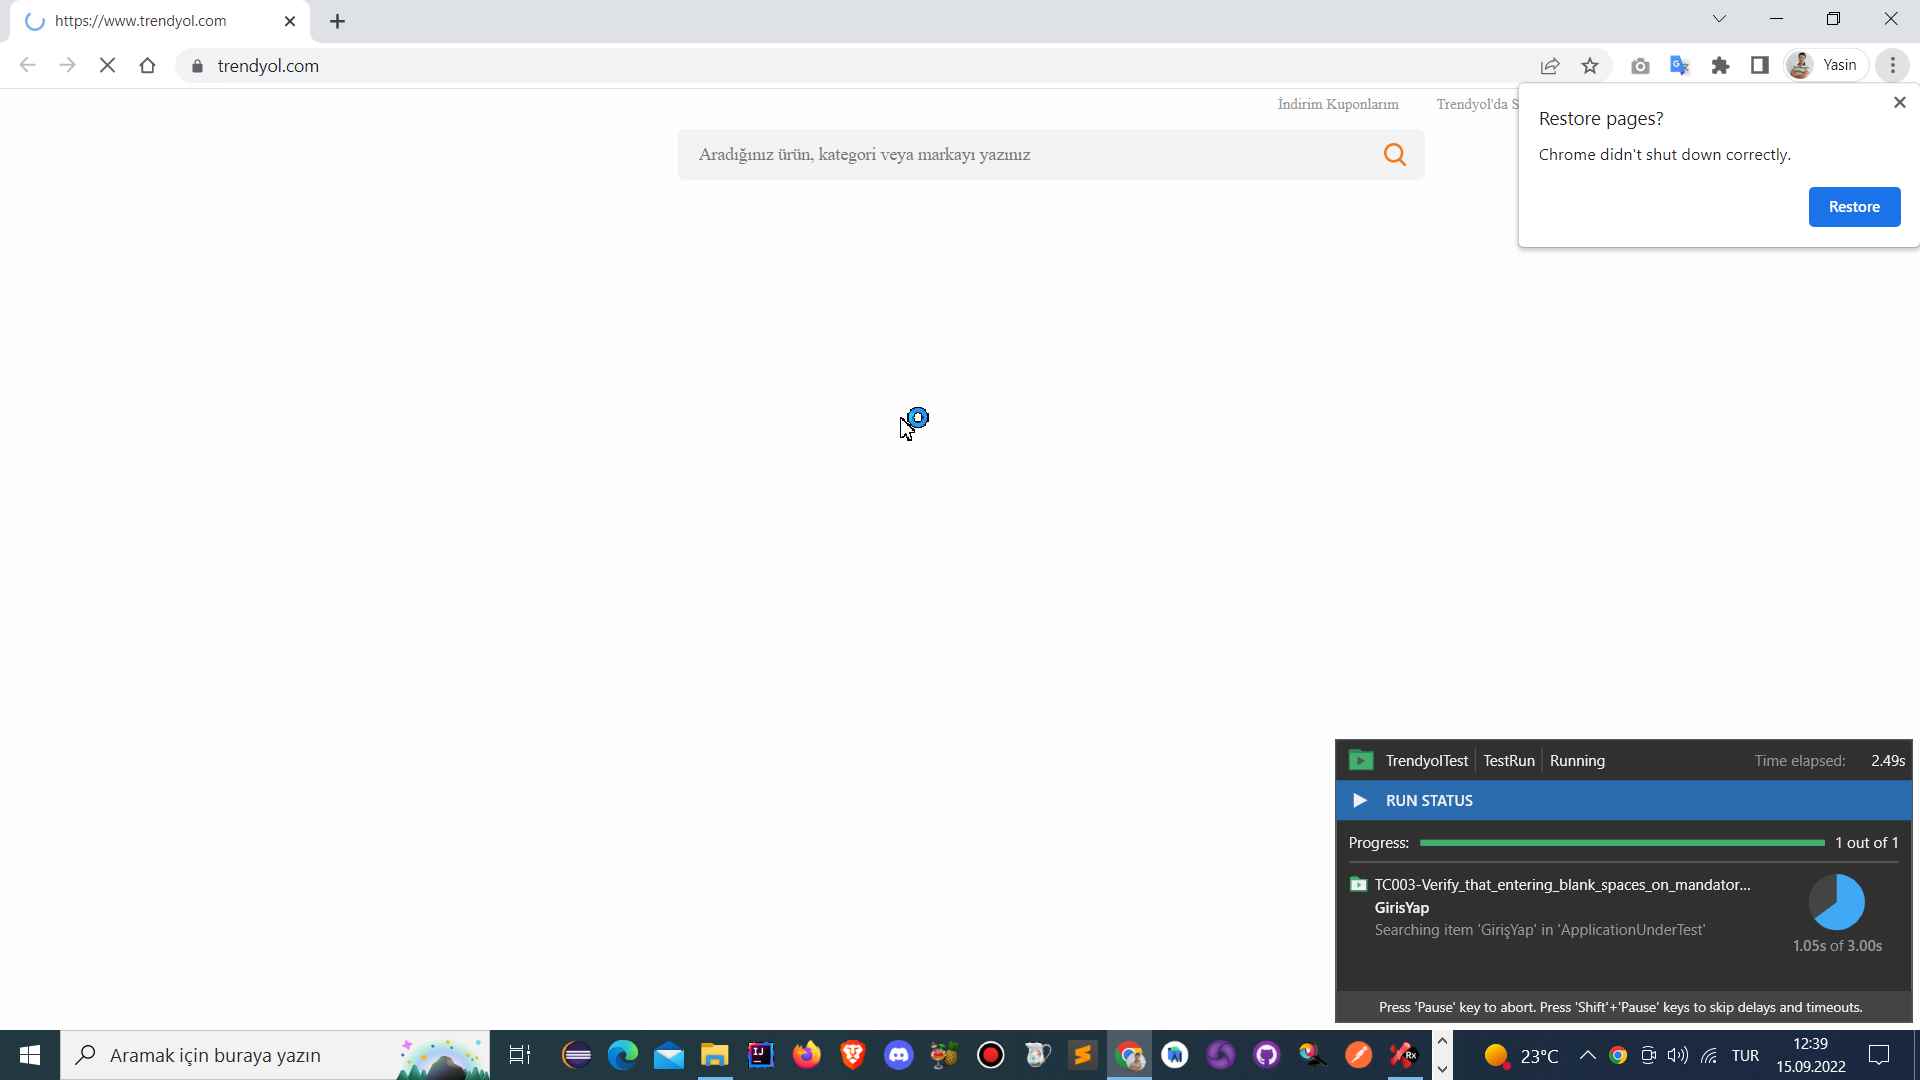 https://www.trendyol.com
trendyol.com
Yasin
İndirim Kuponlarım
Trendyol'da S
Restore pages?
Chrome didn't shut down correctly.
Restore
Aradığınız ürün, kategori veya markayı yazınız
TrendyolTest TestRun Running Time elapsed: 2.49s
RUN STATUS
Progress: 1 out of 1
TC003-Verify_that_entering_blank_spaces_on_mandator...
GirisYap
Searching item 'GirişYap' in 'ApplicationUnderTest'
1.05s of 3.00s
Press 'Pause' key to abort. Press 'Shift'+'Pause' keys to skip delays and timeouts.
Aramak için buraya yazın
23°C
TUR
12:39
15.09.2022